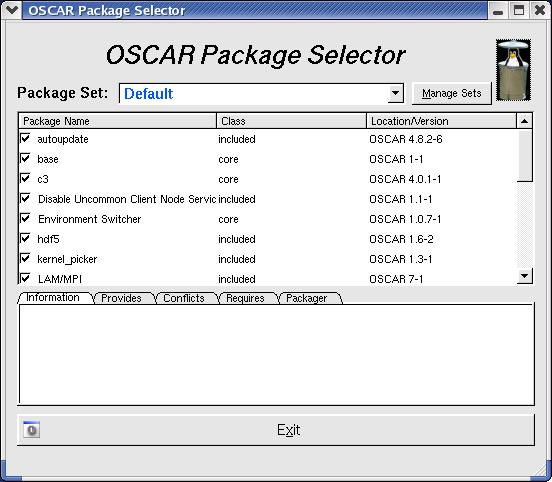 OSCAR Package Selector
OSCAR Package Selector
Package Set: Default Manage Sets
Package Name Class Location/Version
autoupdate included OSCAR 4.8.2-6
base core OSCAR 1-1
c3 core OSCAR 4.0.1-1
Disable Uncommon Client Node Servic included OSCAR 1.1-1
Environment Switcher core OSCAR 1.0.7-1
hdf5 included OSCAR 1.6-2
kernel_picker included OSCAR 1.3-1
LAM/MPI included OSCAR 7-1
Information Provides Conflicts Requires Packager
Exit